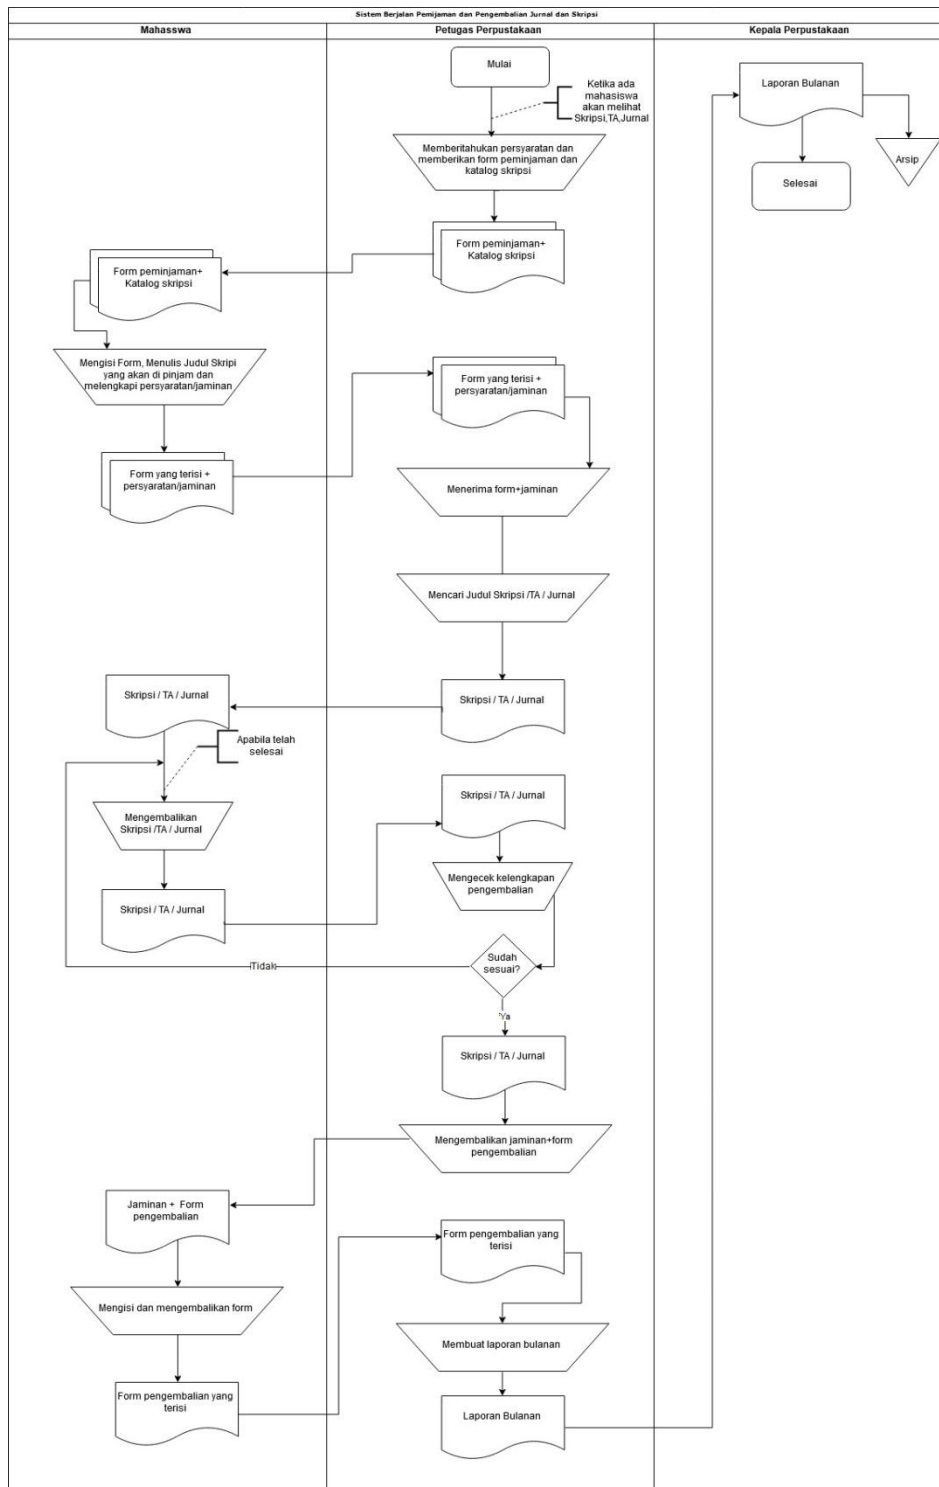 Sistem Berjalan Pemijaman dan Pengembalian Jurnal dan Skripsi
Mahasswa
Petugas Perpustakaan
Kepala Perpustakaan
Mulai
Ketika ada
mahasiswa
akan melihat
Skripsi,TA,Jurnal
Memberitahukan persyaratan dan
memberikan form peminjaman dan
katalog skripsi
Form peminjaman+
Katalog skripsi
Form peminjaman+
Katalog skripsi
Mengisi Form, Menulis Judul Skripi
yang akan di pinjam dan
melengkapi persyaratan/jaminan
Form yang terisi +
persyaratan/jaminan
Form yang terisi +
persyaratan/jaminan
Menerima form+jaminan
Mencari Judul Skripsi /TA / Jurnal
Skripsi / TA / Jurnal
Skripsi / TA / Jurnal
Apabila telah
selesai
Mengembalikan
Skripsi /TA / Jurnal
Skripsi / TA / Jurnal
Skripsi / TA / Jurnal
Mengecek kelengkapan
pengembalian
Sudah
sesuai?
Tidak
Ya
Skripsi / TA / Jurnal
Mengembalikan jaminan+form
pengembalian
Jaminan + Form
pengembalian
Mengisi dan mengembalikan form
Form pengembalian yang
terisi
Form pengembalian yang
terisi
Membuat laporan bulanan
Laporan Bulanan
Laporan Bulanan
Arsip
Selesai